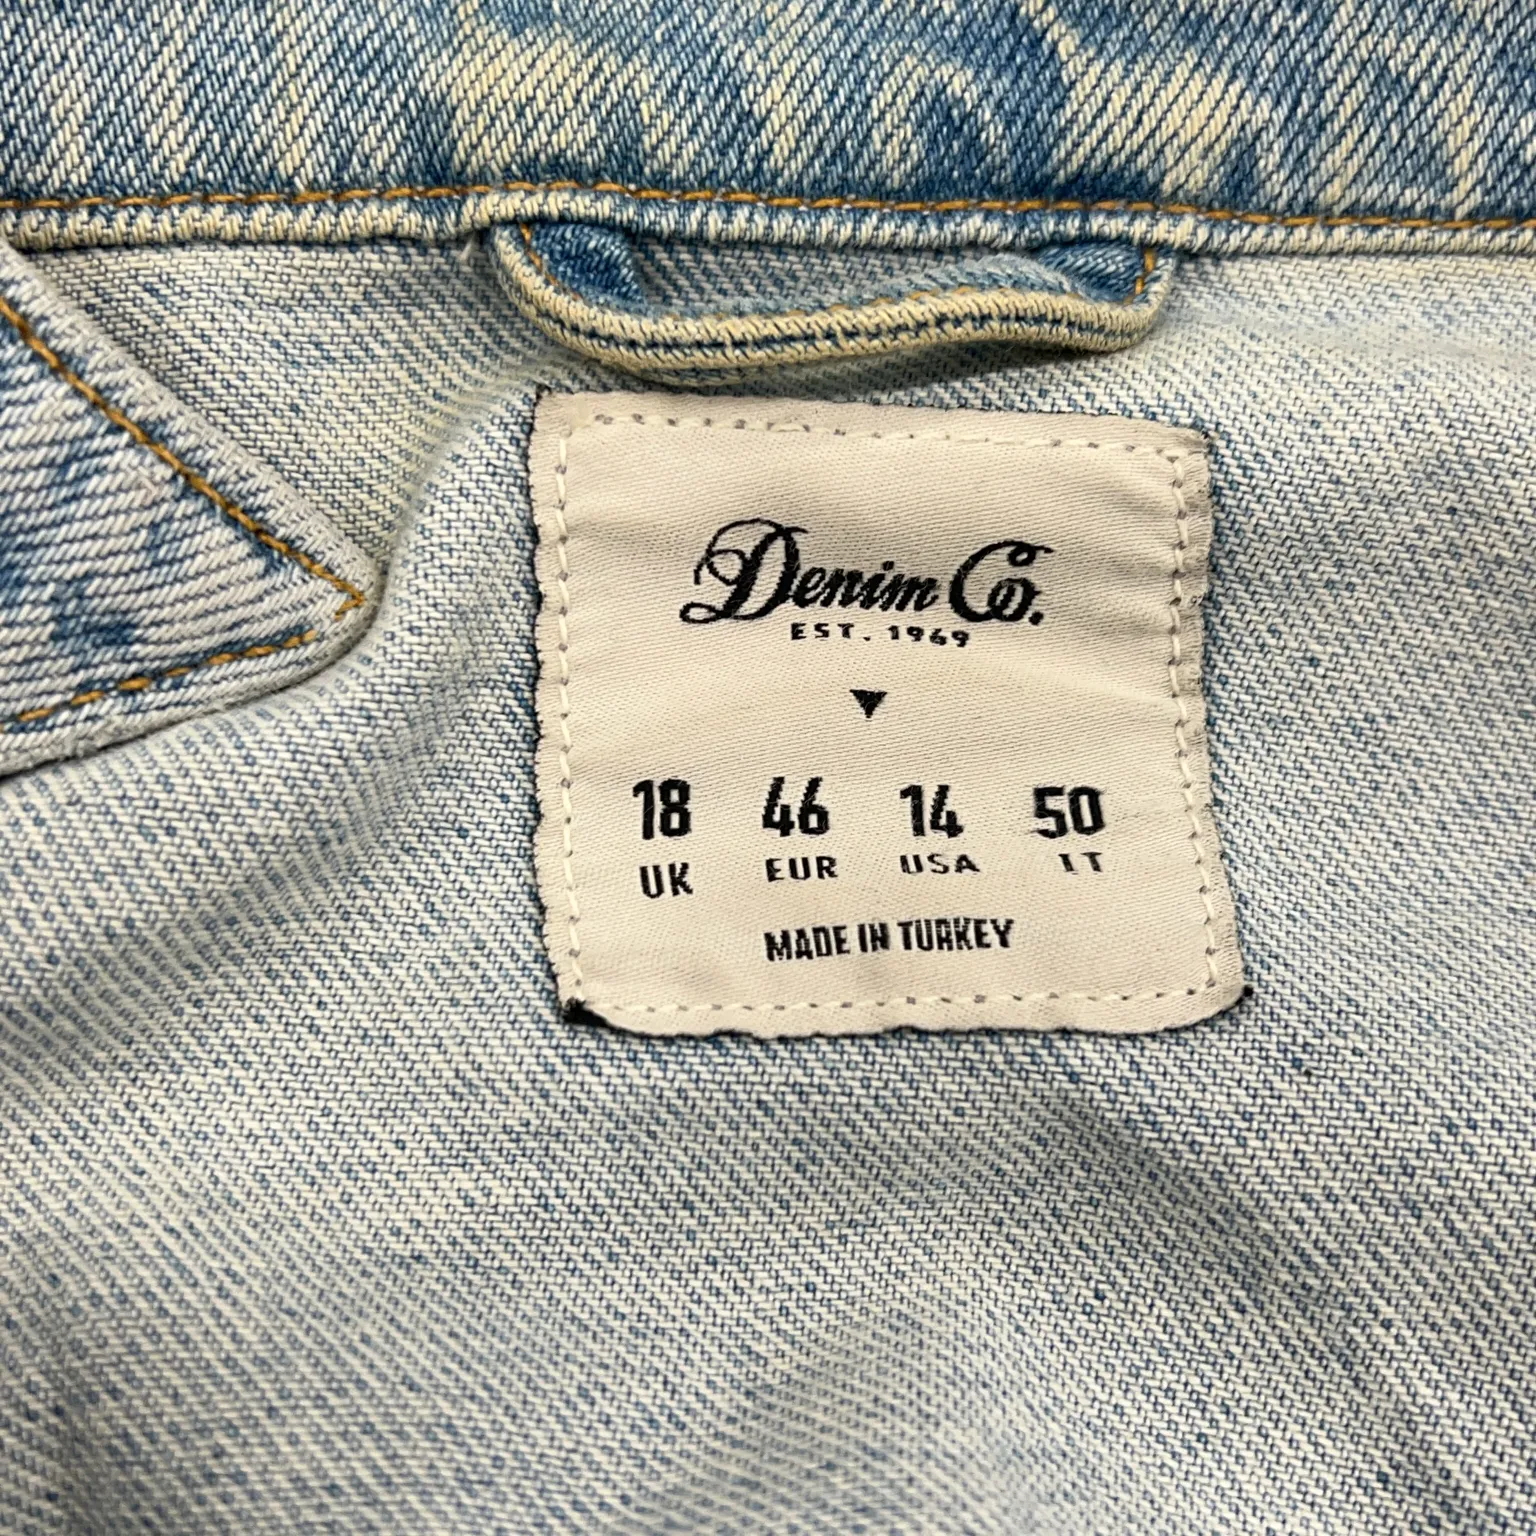 Denim Co.
EST. 1969
18 46 14 50
UK EUR USA IT
MADE IN TURKEY